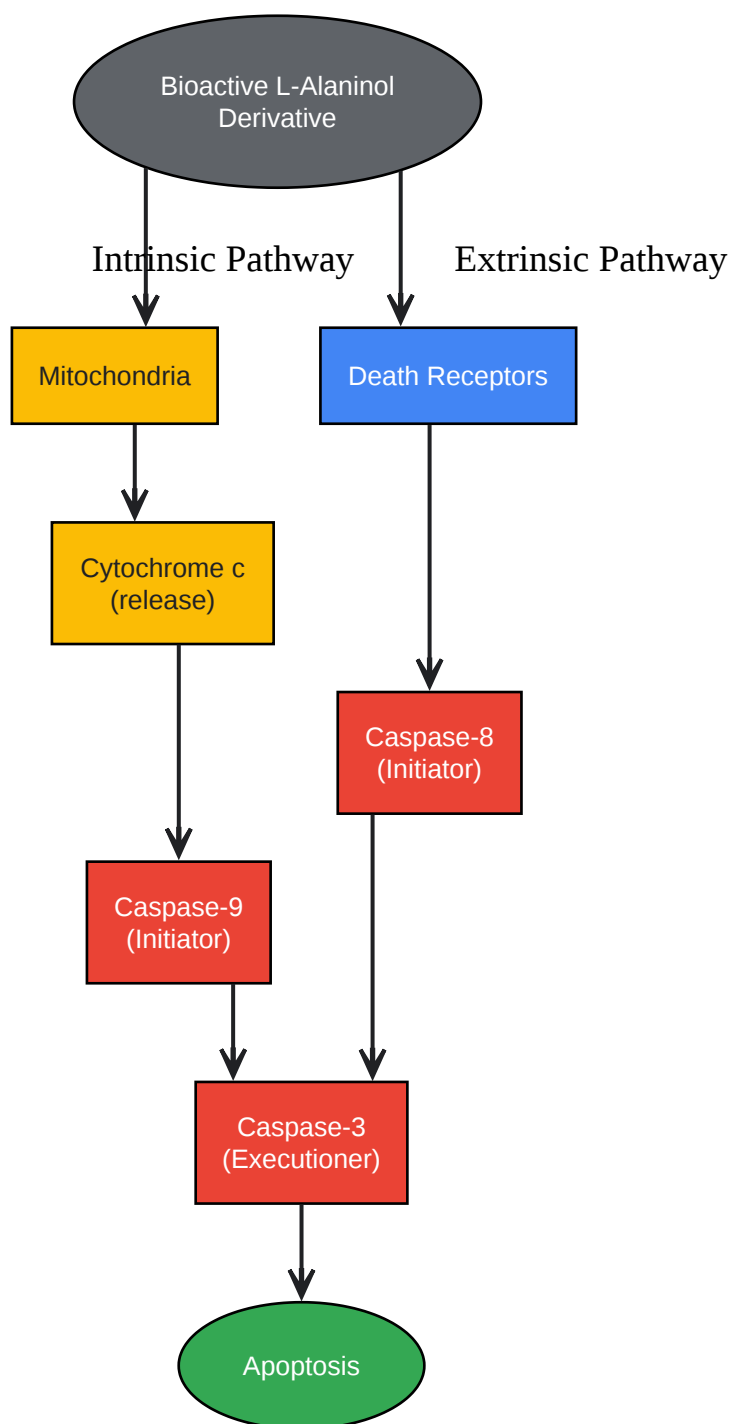 Bioactive L-Alaninol
Derivative
Intrinsic Pathway
Extrinsic Pathway
Mitochondria
Death Receptors
Cytochrome c
(release)
Caspase-8
(Initiator)
Caspase-9
(Initiator)
Caspase-3
(Executioner)
Apoptosis